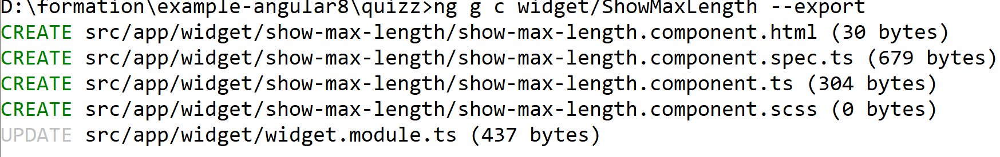 D:\formation\example-angular8\quizz>ng g c widget/ShowMaxLength --export
CREATE src/app/widget/show-max-length/show-max-length.component.html (30 bytes)
CREATE src/app/widget/show-max-length/show-max-length.component.spec.ts (679 bytes)
CREATE src/app/widget/show-max-length/show-max-length.component.ts (304 bytes)
CREATE src/app/widget/show-max-length/show-max-length.component.scss (0 bytes)
UPDATE src/app/widget/widget.module.ts (437 bytes)